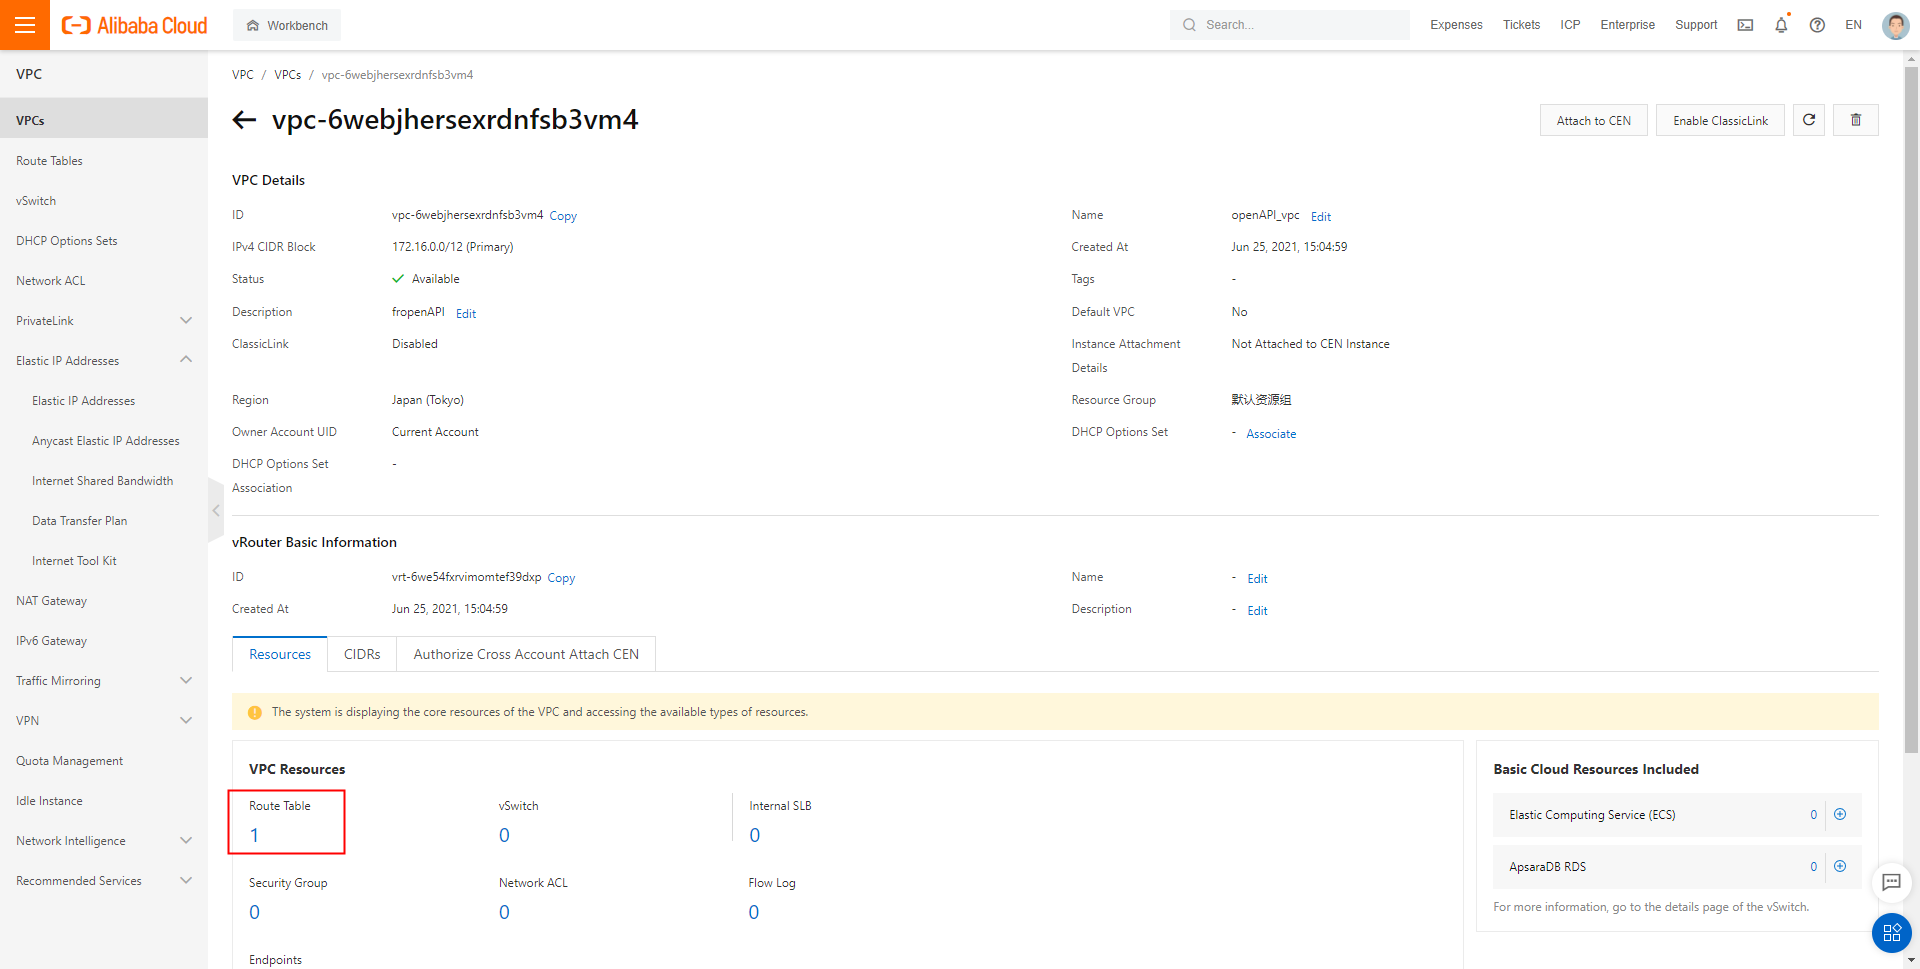 Alibaba Cloud
Workbench
Search...
Expenses
Tickets
ICP
Enterprise
Support
EN
VPC
VPCs
Route Tables
vSwitch
DHCP Options Sets
Network ACL
PrivateLink
Elastic IP Addresses
Elastic IP Addresses
Anycast Elastic IP Addresses
Internet Shared Bandwidth
Data Transfer Plan
Internet Tool Kit
NAT Gateway
IPv6 Gateway
Traffic Mirroring
VPN
Quota Management
Idle Instance
Network Intelligence
Recommended Services
VPC / VPCs / vpc-6webjhersexrdnfsb3vm4
vpc-6webjhersexrdnfsb3vm4
Attach to CEN
Enable ClassicLink
VPC Details
ID vpc-6webjhersexrdnfsb3vm4 Copy
Name openAPI_vpc Edit
IPv4 CIDR Block 172.16.0.0/12 (Primary)
Created At Jun 25, 2021, 15:04:59
Status Available
Tags -
Description fropenAPI Edit
Default VPC No
ClassicLink Disabled
Instance Attachment Details Not Attached to CEN Instance
Region Japan (Tokyo)
Resource Group 默认资源组
Owner Account UID Current Account
DHCP Options Set - Associate
DHCP Options Set Association -
vRouter Basic Information
ID vrt-6we54fxrvimomtef39dxp Copy
Name - Edit
Created At Jun 25, 2021, 15:04:59
Description - Edit
Resources
CIDRs
Authorize Cross Account Attach CEN
The system is displaying the core resources of the VPC and accessing the available types of resources.
VPC Resources
Route Table
1
vSwitch
0
Internal SLB
0
Security Group
0
Network ACL
0
Flow Log
0
Endpoints
Basic Cloud Resources Included
Elastic Computing Service (ECS) 0
ApsaraDB RDS 0
For more information, go to the details page of the vSwitch.